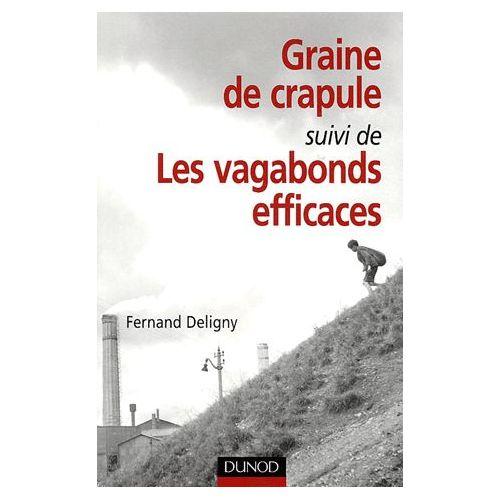 Graine
de crapule
suivi de
Les vagabonds
efficaces
Fernand Deligny
DUNOD